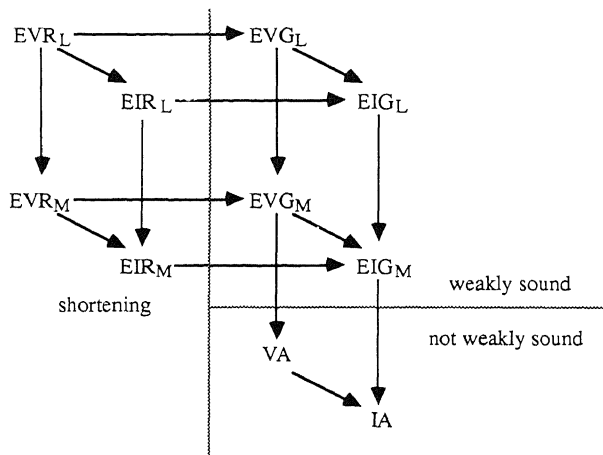 EVR_L EVG_L
EIR_L EIG_L
EVR_M EVG_M
EIR_M EIG_M
weakly sound
shortening
not weakly sound
VA
IA